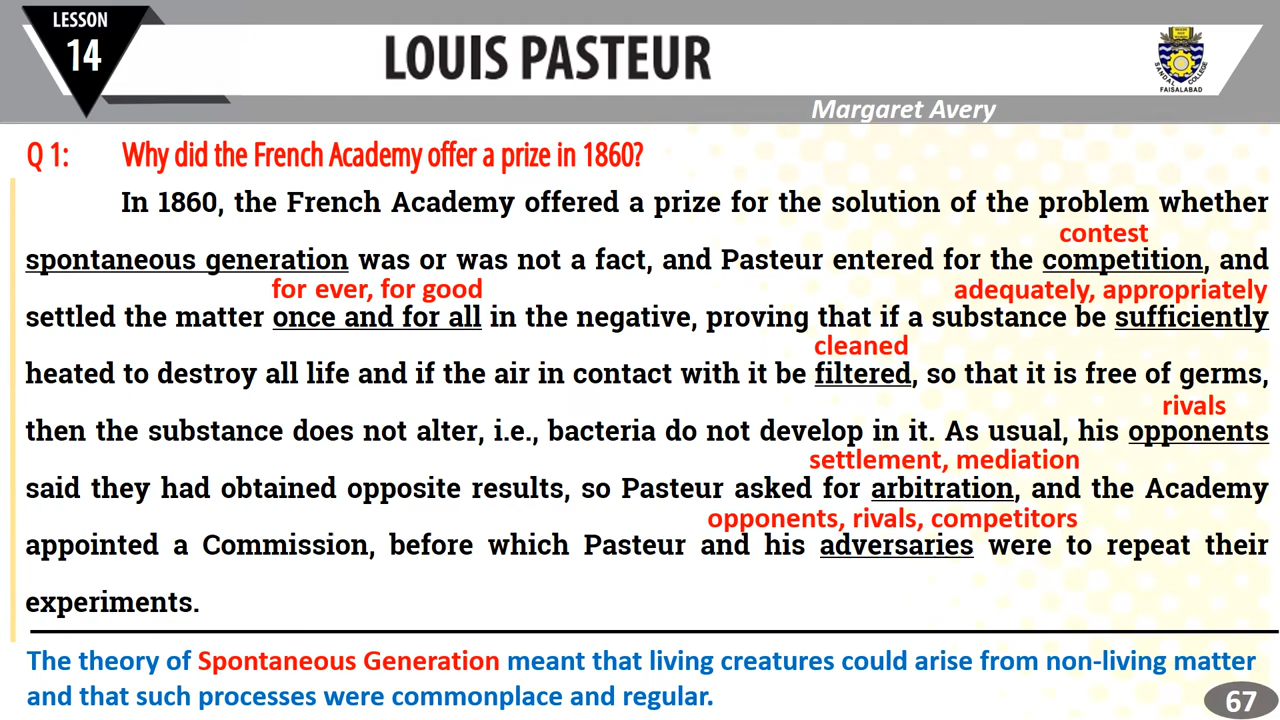 LESSON
14
LOUIS PASTEUR
SANDAL COLLEGE
FAISALABAD
Margaret Avery
Q 1: Why did the French Academy offer a prize in 1860?
In 1860, the French Academy offered a prize for the solution of the problem whether
contest
spontaneous generation was or was not a fact, and Pasteur entered for the competition, and
for ever, for good adequately, appropriately
settled the matter once and for all in the negative, proving that if a substance be sufficiently
cleaned
heated to destroy all life and if the air in contact with it be filtered, so that it is free of germs,
rivals
then the substance does not alter, i.e., bacteria do not develop in it. As usual, his opponents
settlement, mediation
said they had obtained opposite results, so Pasteur asked for arbitration, and the Academy
opponents, rivals, competitors
appointed a Commission, before which Pasteur and his adversaries were to repeat their
experiments.
The theory of Spontaneous Generation meant that living creatures could arise from non-living matter
and that such processes were commonplace and regular.
67